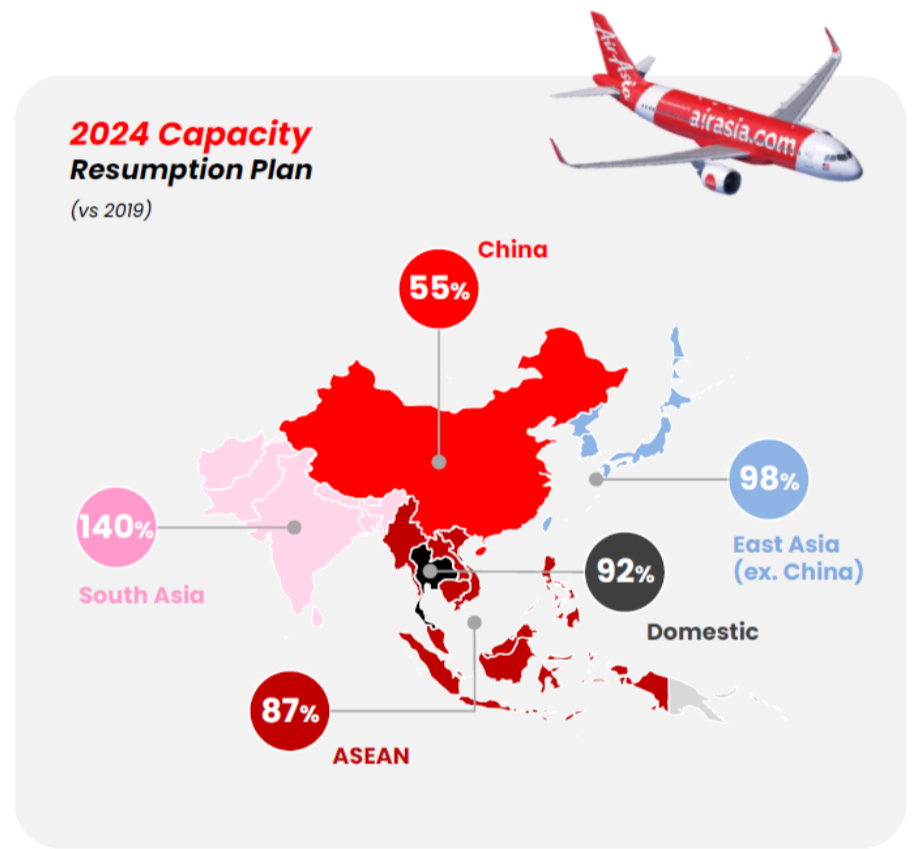 2024 Capacity
Resumption Plan
(vs 2019)
AirAsia
airasia.com
China
55%
98%
East Asia
(ex. China)
140%
South Asia
92%
Domestic
87%
ASEAN